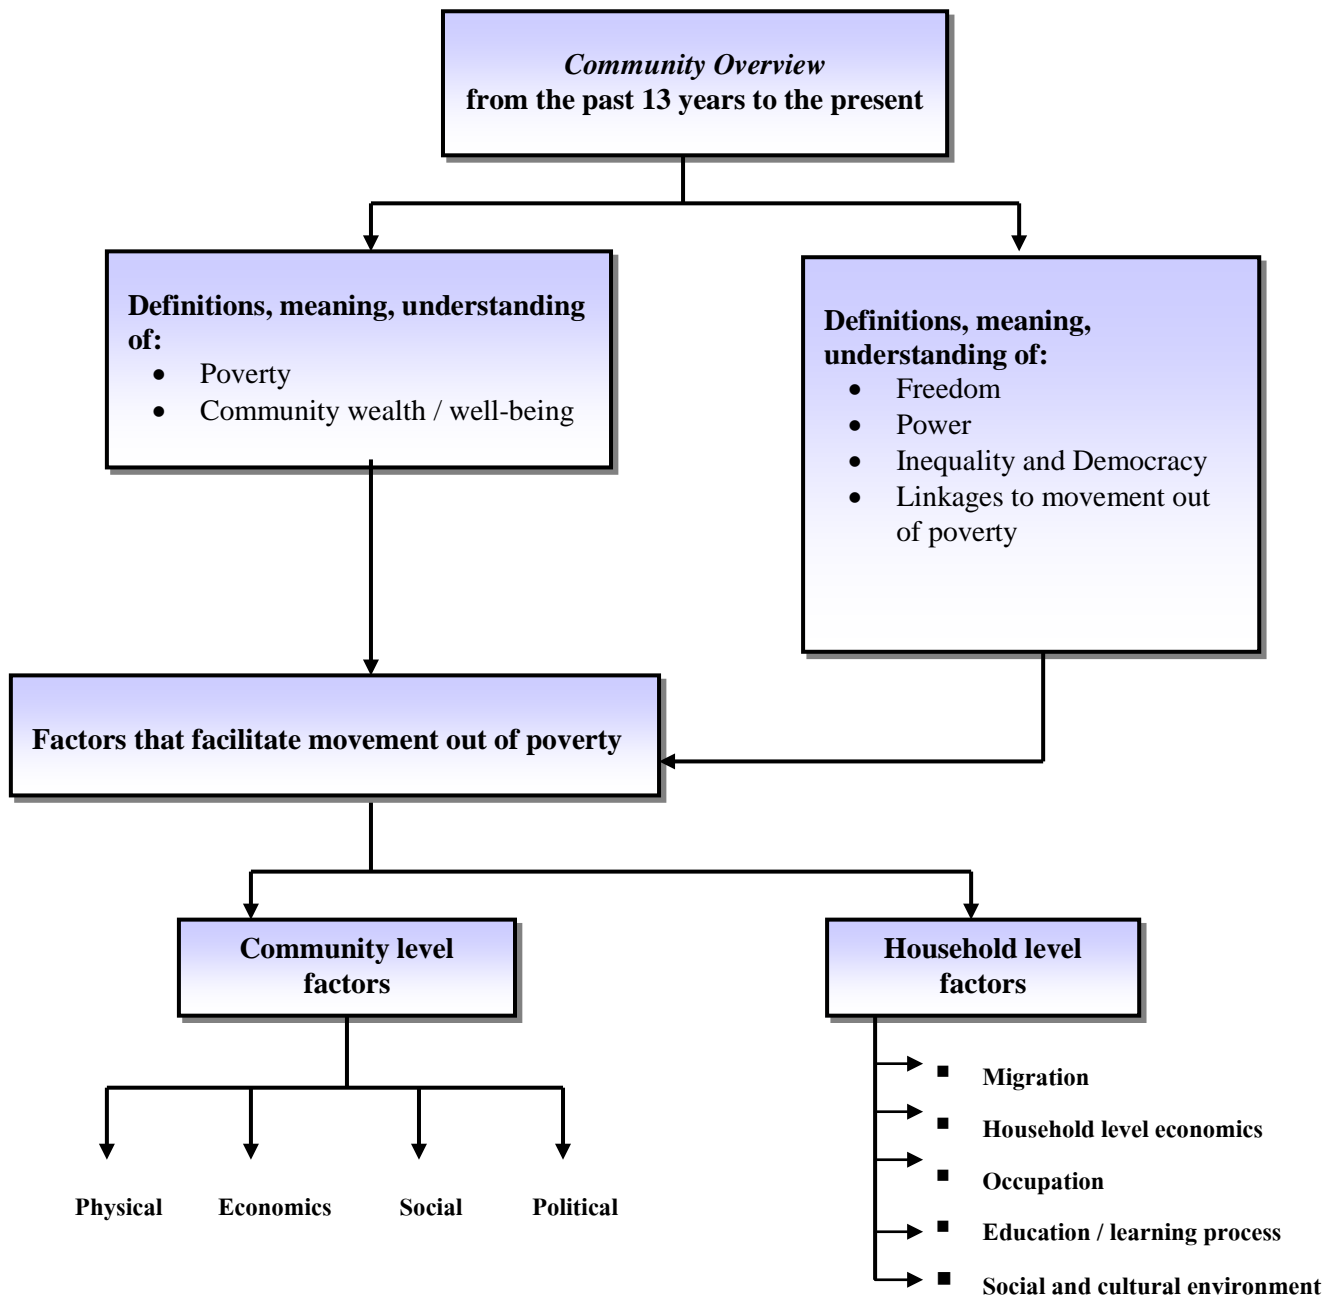 Community Overview
from the past 13 years to the present
Definitions, meaning, understanding
of:
• Poverty
• Community wealth / well-being
Definitions, meaning,
understanding of:
• Freedom
• Power
• Inequality and Democracy
• Linkages to movement out
of poverty
Factors that facilitate movement out of poverty
Community level
factors
Physical
Economics
Social
Political
Household level
factors
▪ Migration
▪ Household level economics
▪ Occupation
▪ Education / learning process
▪ Social and cultural environment